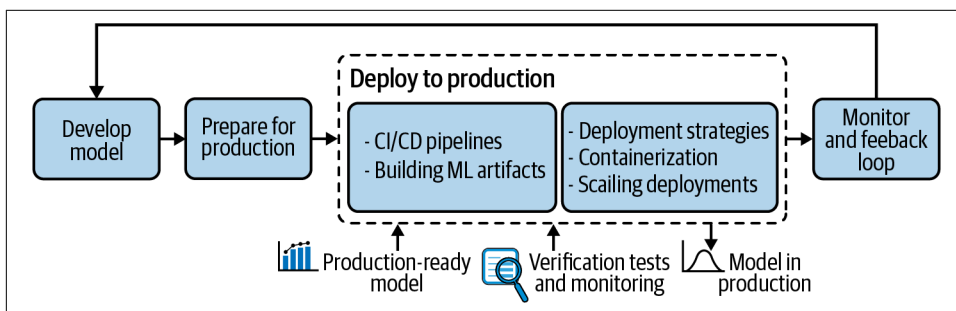 Deploy to production
Develop
model
Prepare for
production
- CI/CD pipelines
- Building ML artifacts
- Deployment strategies
- Containerization
- Scailing deployments
Monitor
and feeback
loop
Production-ready
model
Verification tests
and monitoring
Model in
production